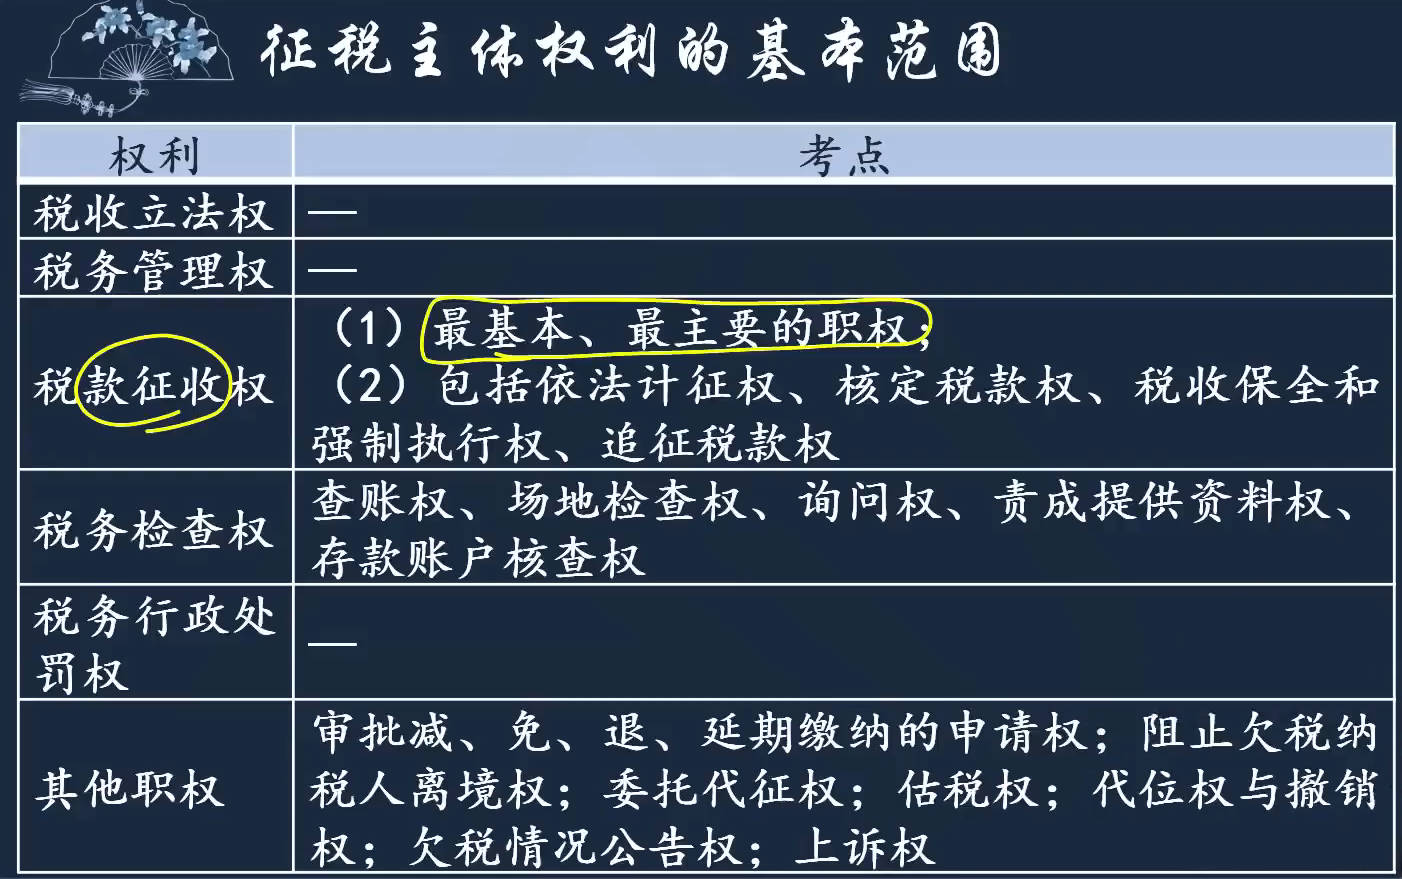 征税主体权利的基本范围
权利
考点
税收立法权
——
税务管理权
——
税款征收权
（1）最基本、最主要的职权；
（2）包括依法计征权、核定税款权、税收保全和
强制执行权、追征税款权
税务检查权
查账权、场地检查权、询问权、责成提供资料权、
存款账户核查权
税务行政处
罚权
——
其他职权
审批减、免、退、延期缴纳的申请权；阻止欠税纳
税人离境权；委托代征权；估税权；代位权与撤销
权；欠税情况公告权；上诉权